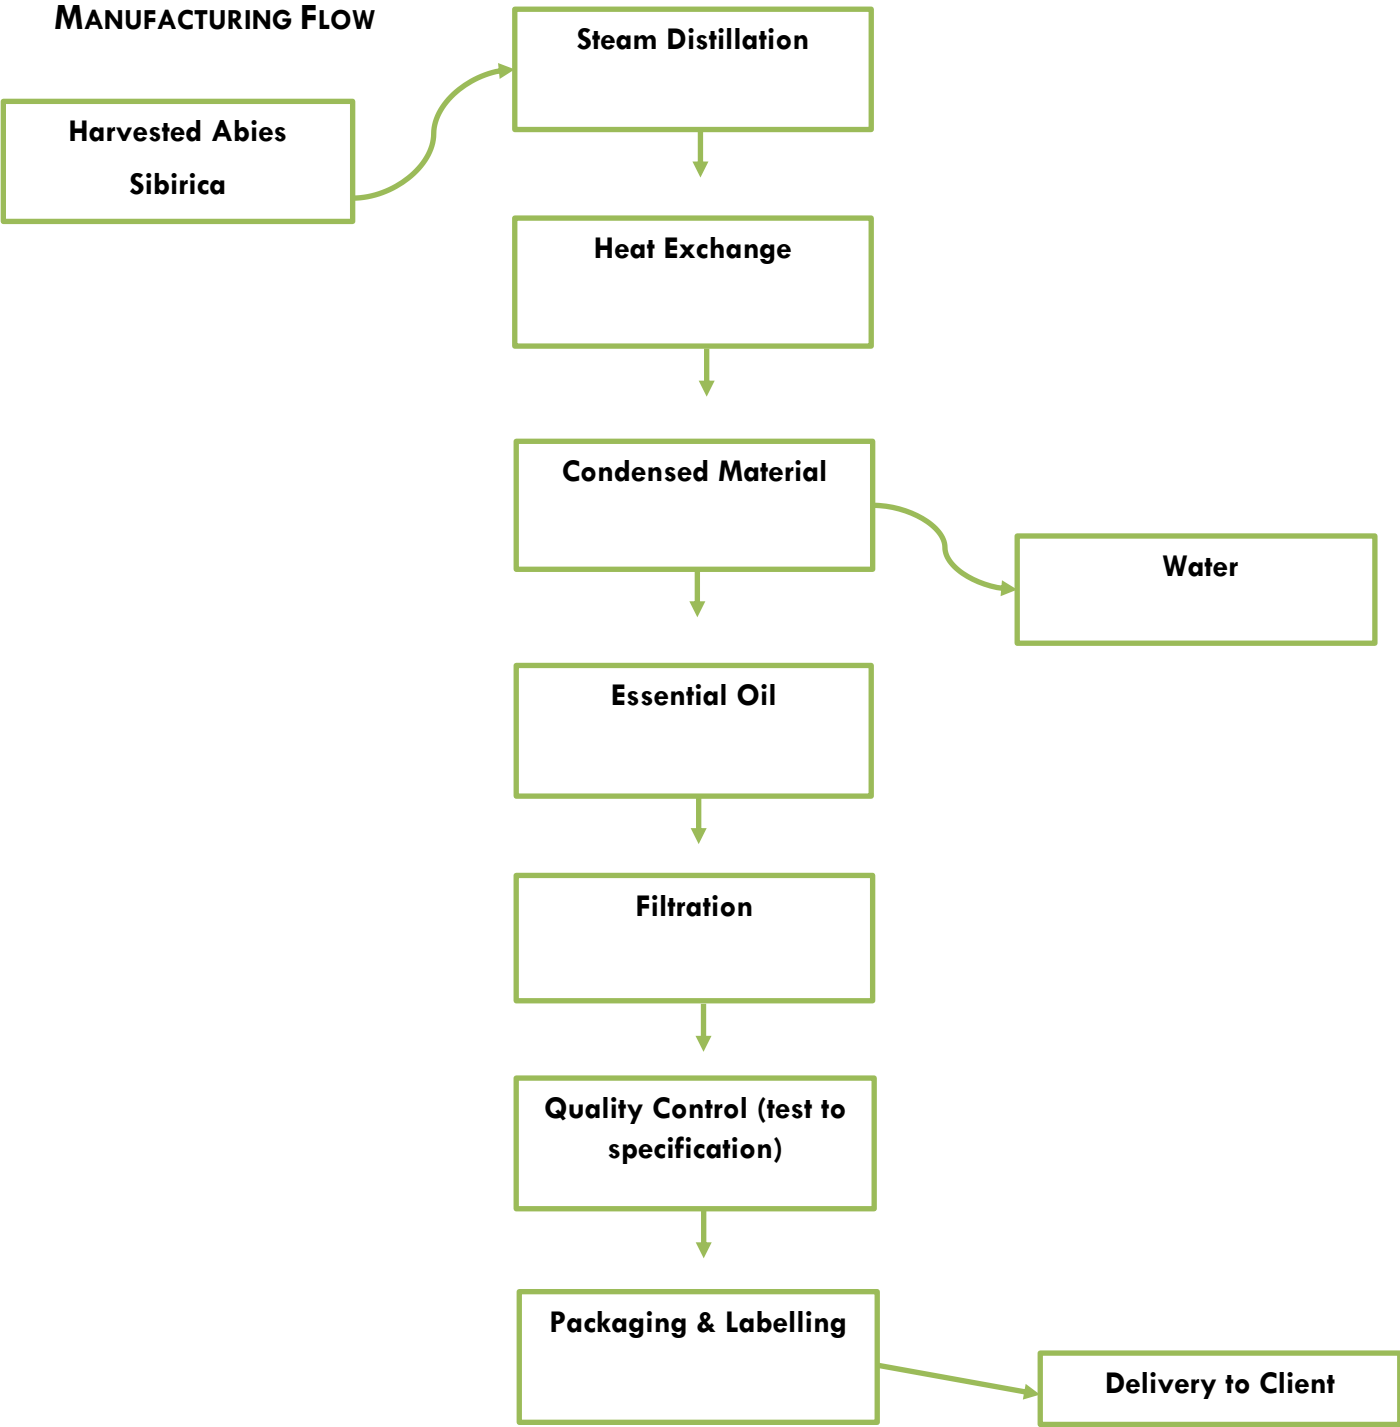 MANUFACTURING FLOW
Steam Distillation
Harvested Abies
Sibirica
Heat Exchange
Condensed Material
Water
Essential Oil
Filtration
Quality Control (test to
specification)
Packaging & Labelling
Delivery to Client